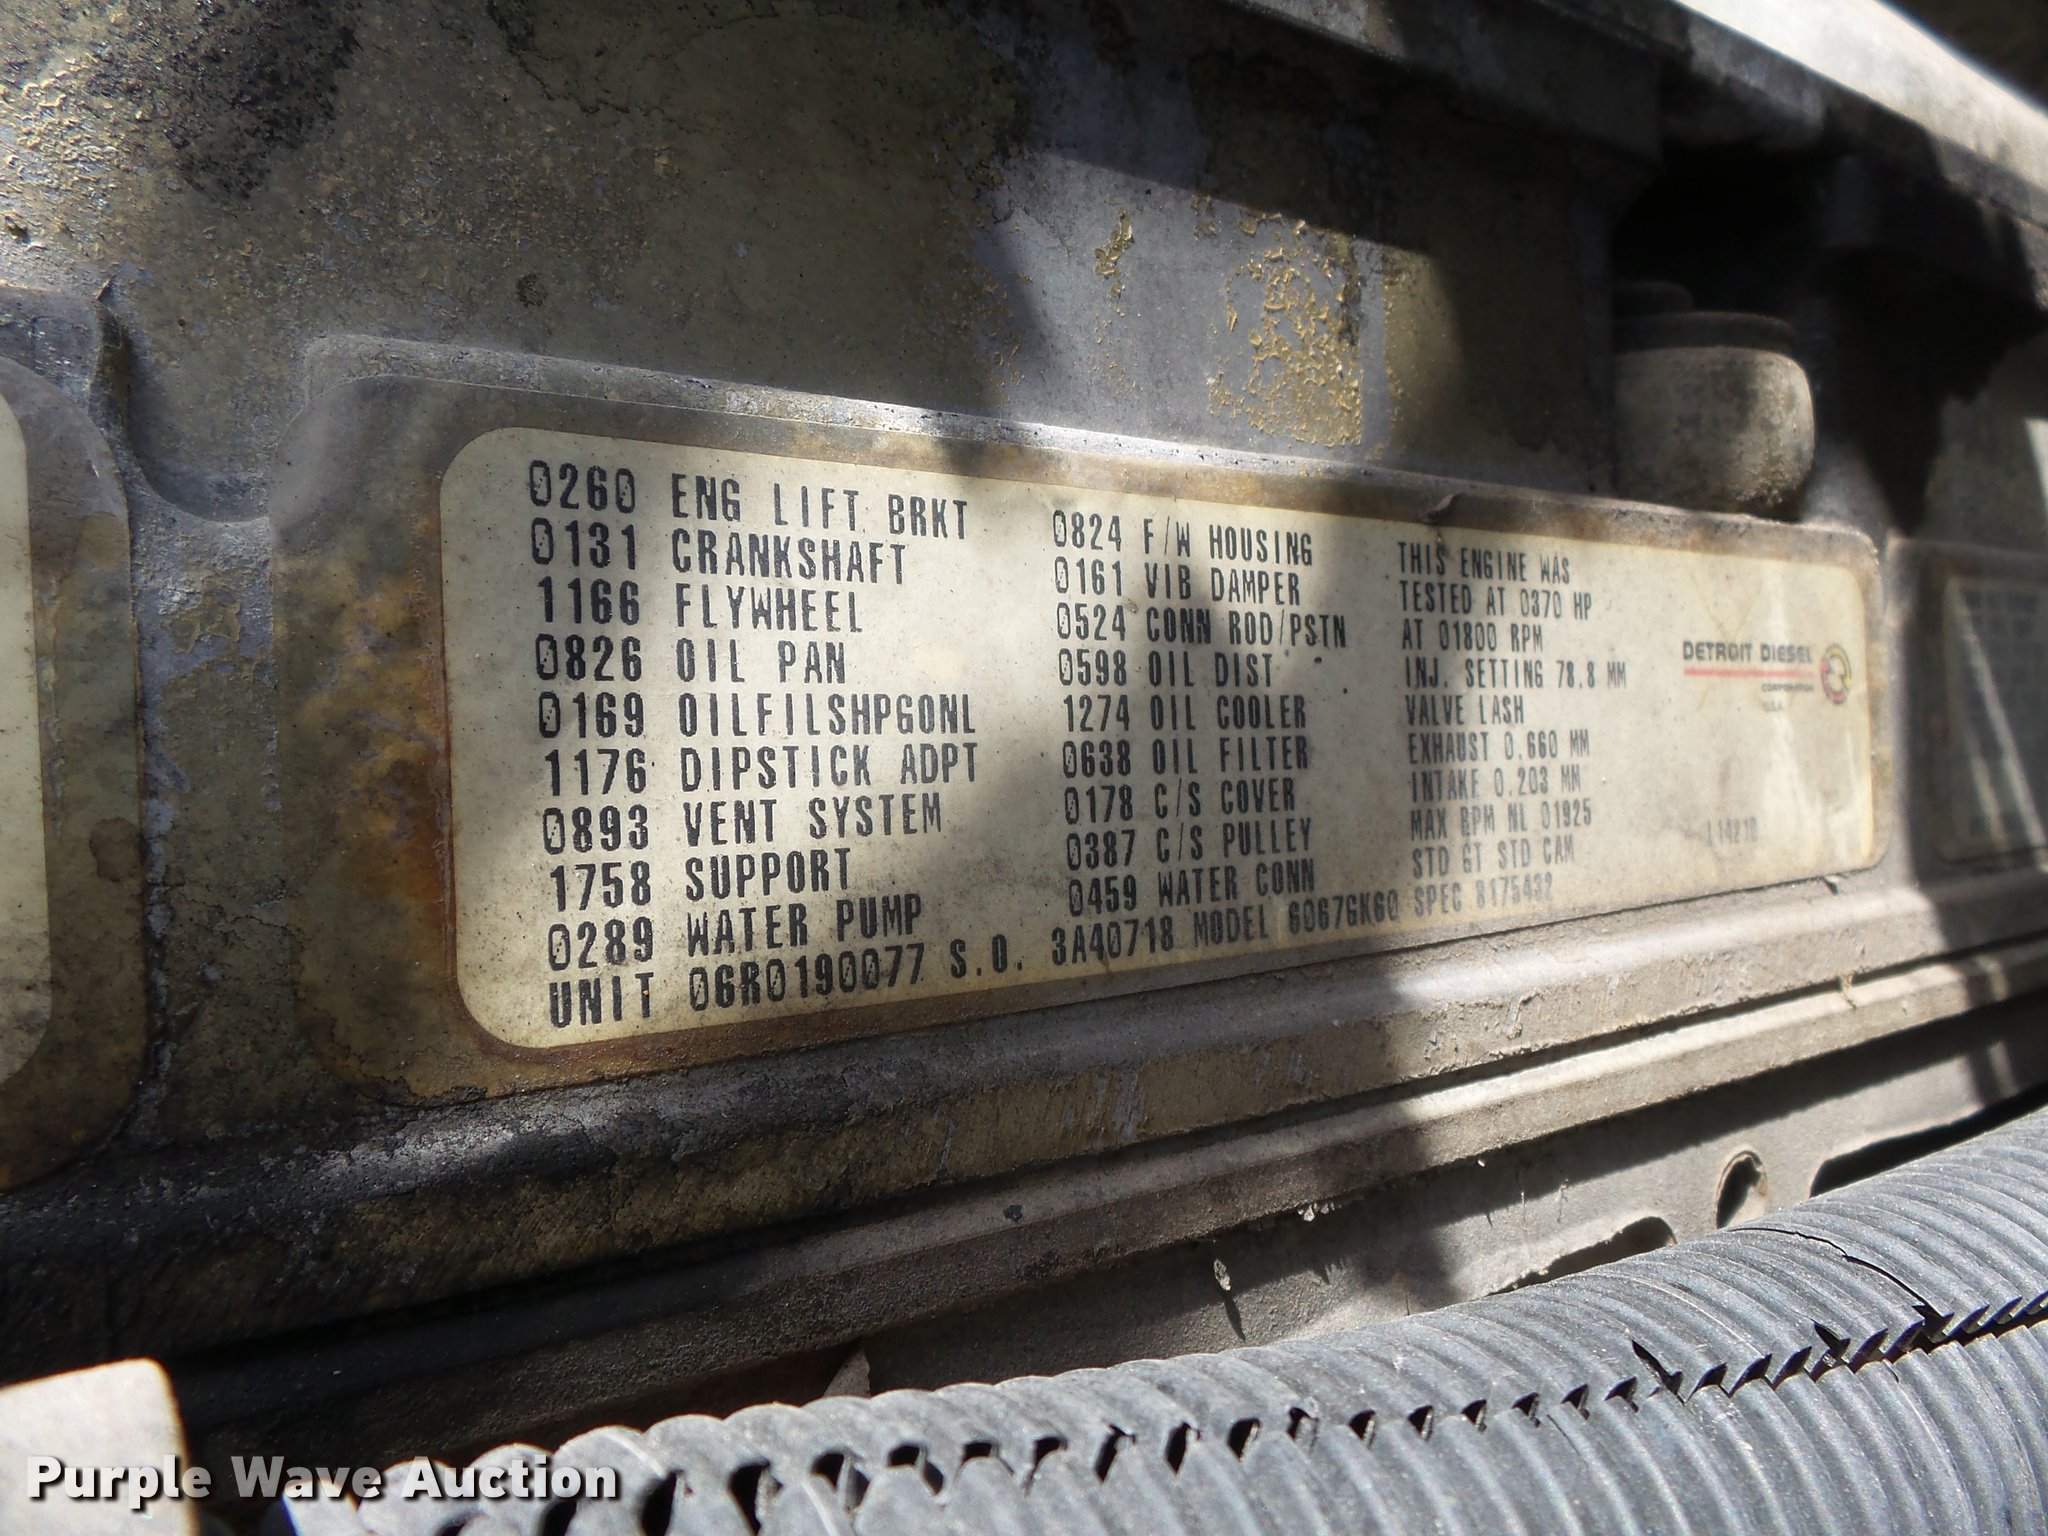 0260 ENG LIFT BRKT
0131 CRANKSHAFT
1166 FLYWHEEL
0826 OIL PAN
0169 OILFILSHPGONL
1176 DIPSTICK ADPT
0893 VENT SYSTEM
1758 SUPPORT
0289 WATER PUMP
0824 F/W HOUSING
0161 VIB DAMPER
0524 CONN ROD/PSTN
0598 OIL DIST
1274 OIL COOLER
0638 OIL FILTER
0178 C/S COVER
0387 C/S PULLEY
0459 WATER CONN
THIS ENGINE WAS
TESTED AT 0370 HP
AT 01800 RPM
INJ. SETTING 78.8 MM
VALVE LASH
EXHAUST 0.660 MM
INTAKE 0.203 MM
MAX RPM NL 01925
STD GT STD CAM
UNIT 06R0190077 S.O. 3A40718 MODEL 6067GK60 SPEC 8175432
DETROIT DIESEL
CORPORATION
U.S.A.
Purple Wave Auction